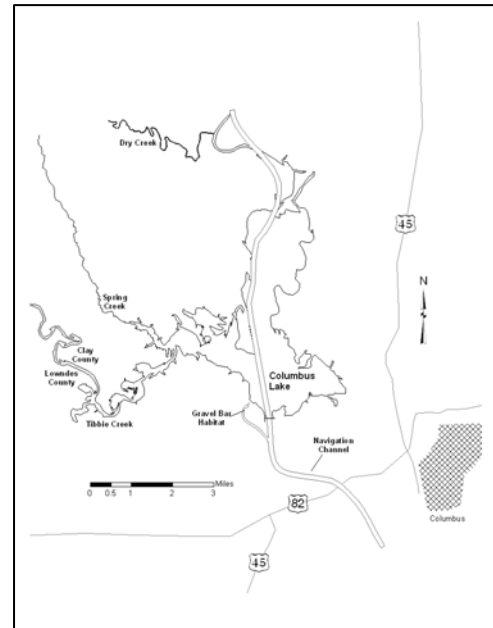 Dry Creek
45
N
Spring
Creek
Clay
County
Lowndes
County
Columbus
Lake
Tibbie Creek
Gravel Bar
Habitat
Navigation
Channel
Miles
0 0.5 1 2 3
82
Columbus
45